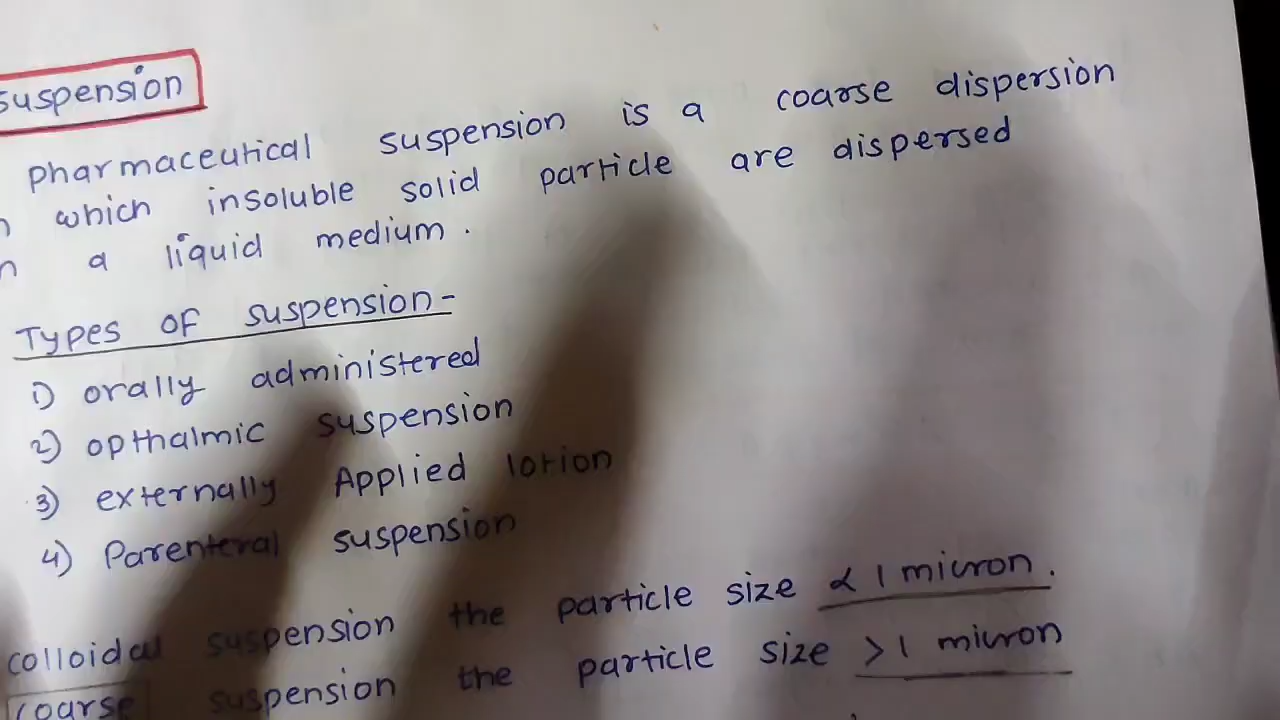 suspension
pharmaceutical suspension is a coarse dispersion
which insoluble solid particle are dispersed
a liquid medium.
Types of suspension-
1) orally administered
2) opthalmic suspension
3) externally Applied lotion
4) Parenteral suspension
colloidal suspension the particle size < 1 micron.
coarse suspension the particle size > 1 micron